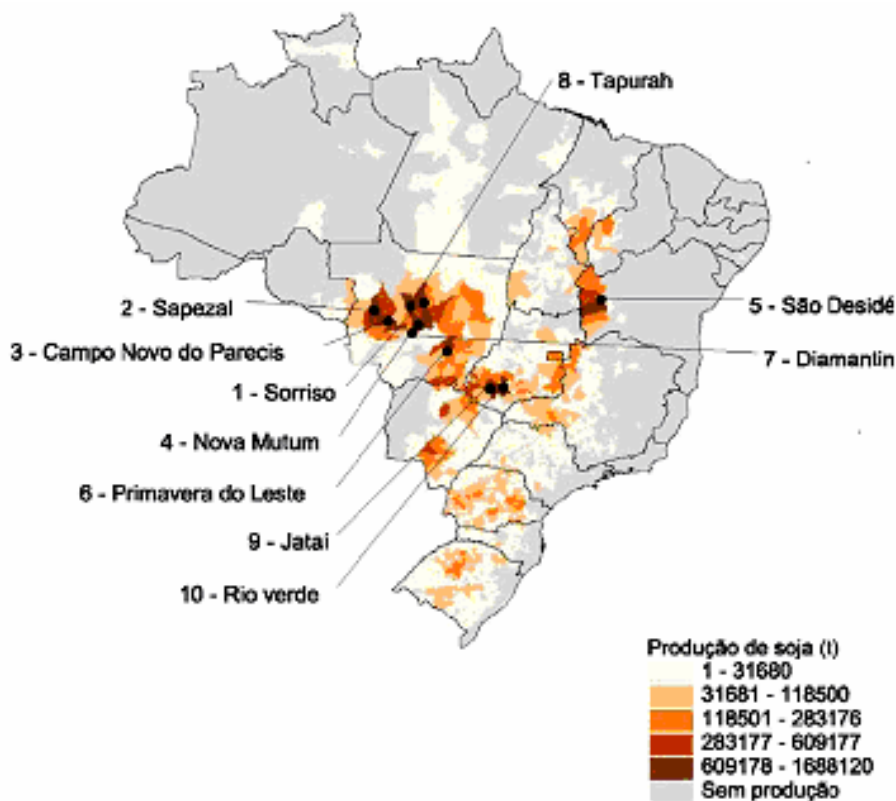 8 - Tapurah
2 - Sapezal
5 - São Desidé
3 - Campo Novo do Parecis
7 - Diamantin
1 - Sorriso
4 - Nova Mutum
6 - Primavera do Leste
9 - Jataí
10 - Rio verde
Produção de soja (t)
1 - 31680
31681 - 118500
118501 - 283176
283177 - 609177
609178 - 1688120
Sem produção